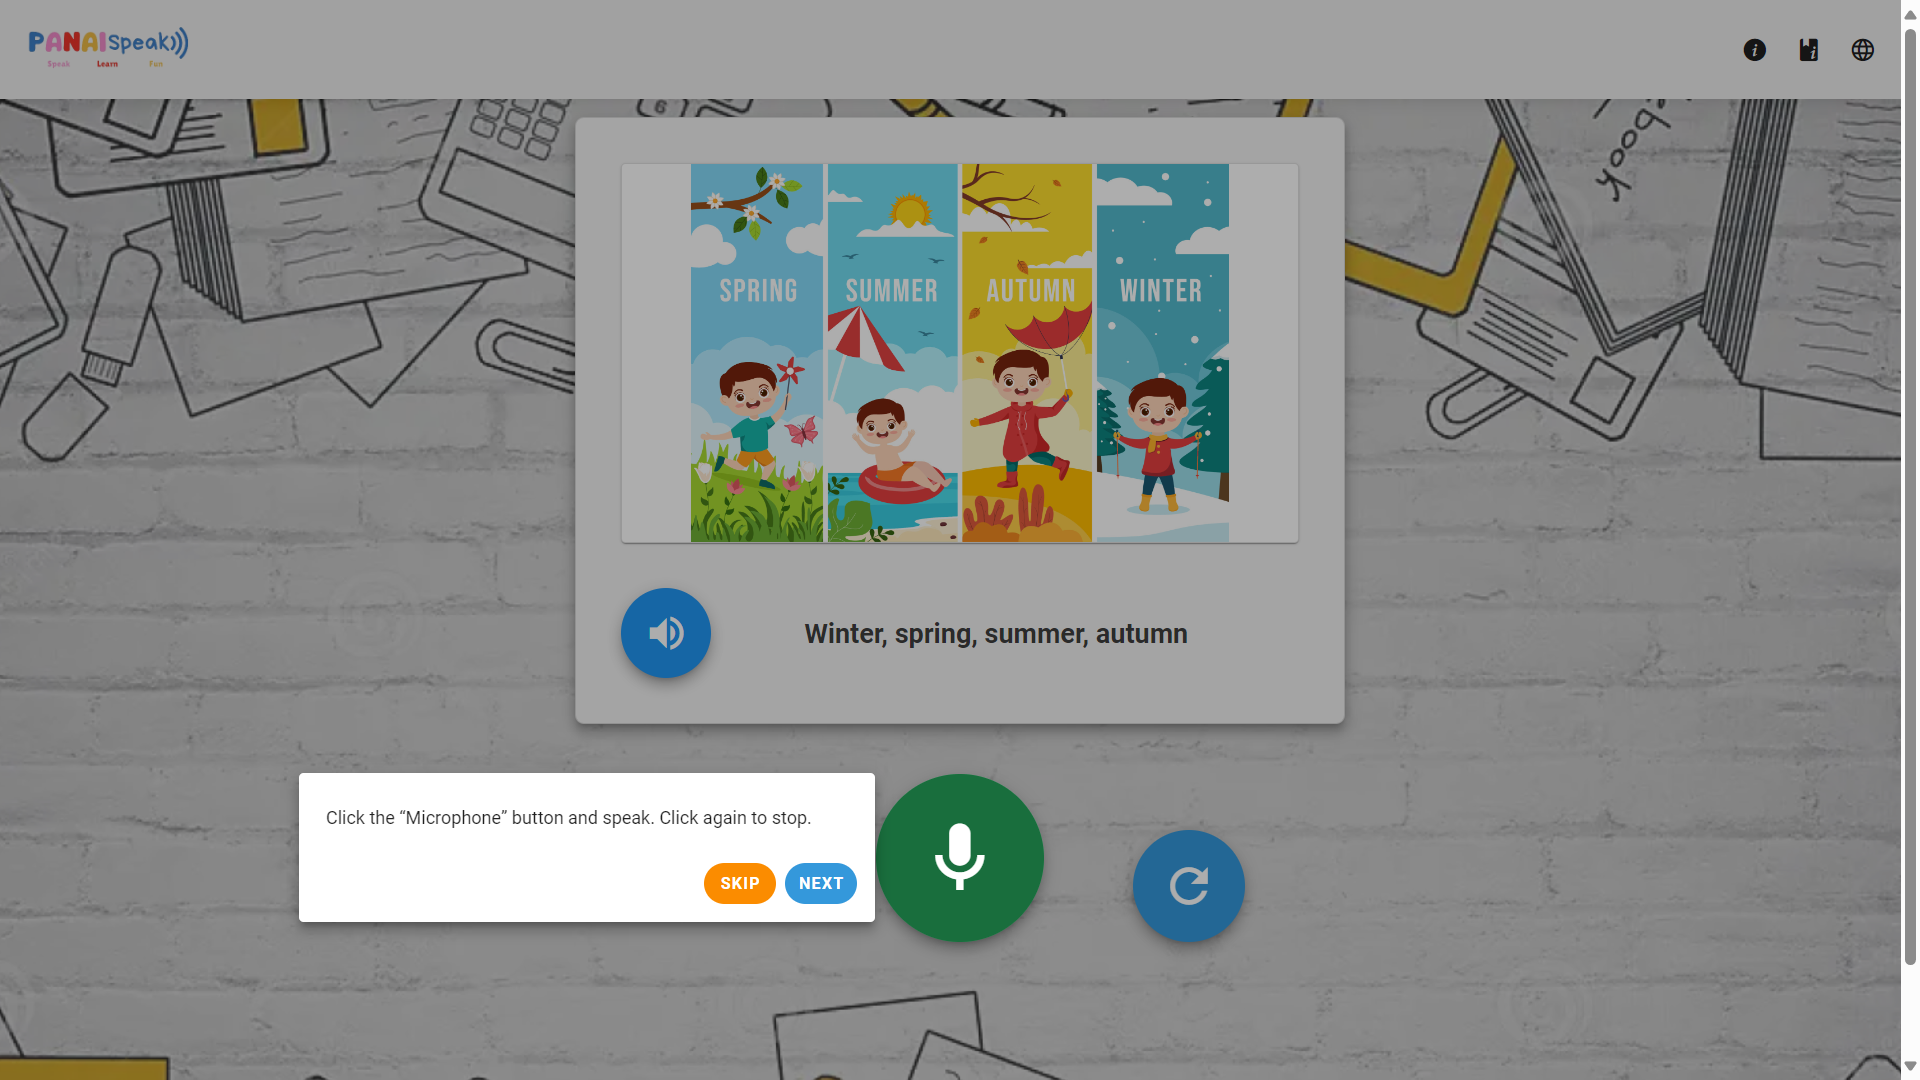 PANAISpeak
Speak Learn Fun
book
SPRING SUMMER AUTUMN WINTER
Winter, spring, summer, autumn
Click the “Microphone” button and speak. Click again to stop.
SKIP NEXT